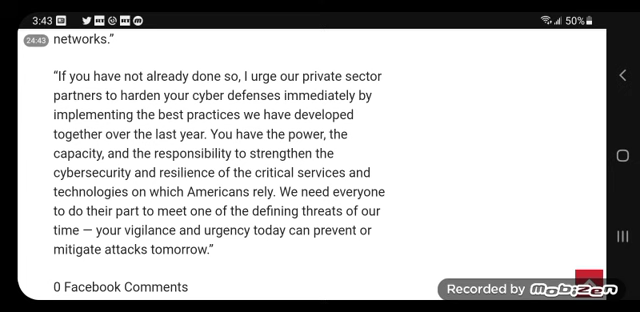 3:43 50%
24:43 networks.”
“If you have not already done so, I urge our private sector
partners to harden your cyber defenses immediately by
implementing the best practices we have developed
together over the last year. You have the power, the
capacity, and the responsibility to strengthen the
cybersecurity and resilience of the critical services and
technologies on which Americans rely. We need everyone
to do their part to meet one of the defining threats of our
time — your vigilance and urgency today can prevent or
mitigate attacks tomorrow.”
0 Facebook Comments
Recorded by Mobizen